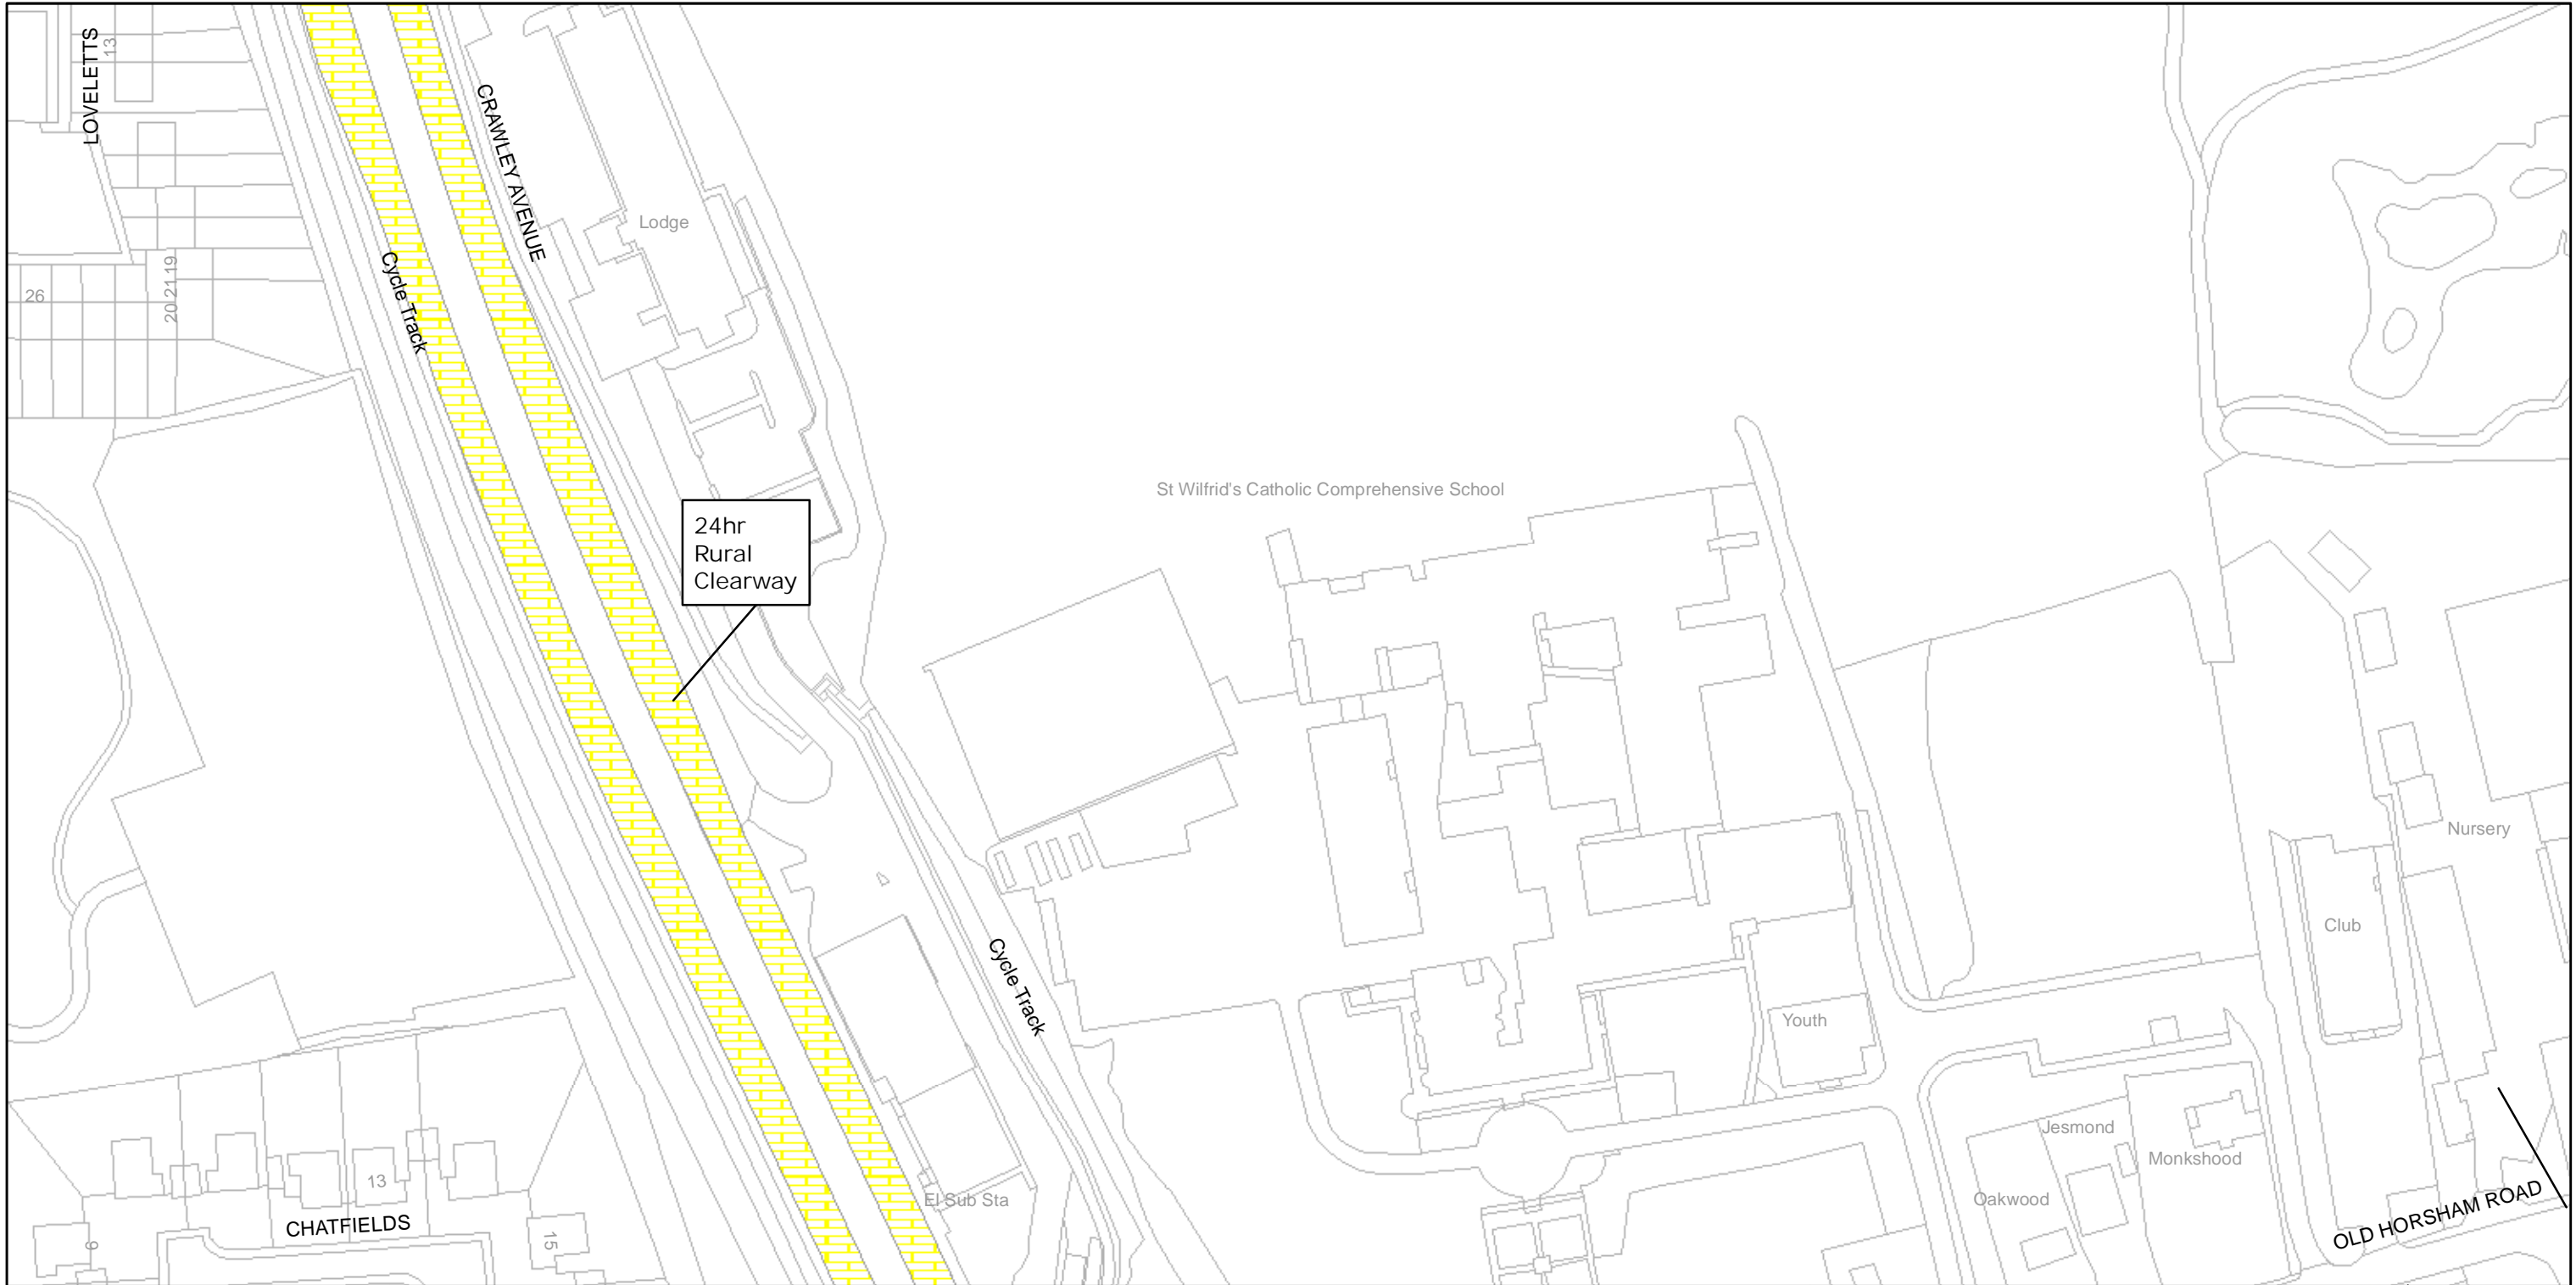 LOVELETTS
13
CRAWLEY AVENUE
Lodge
Cycle Track
19
21
20
26
St Wilfrid's Catholic Comprehensive School
24hr
Rural
Clearway
Nursery
Club
Cycle Track
Youth
Jesmond
Monkshood
Oakwood
13
El Sub Sta
OLD HORSHAM ROAD
CHATFIELDS
15